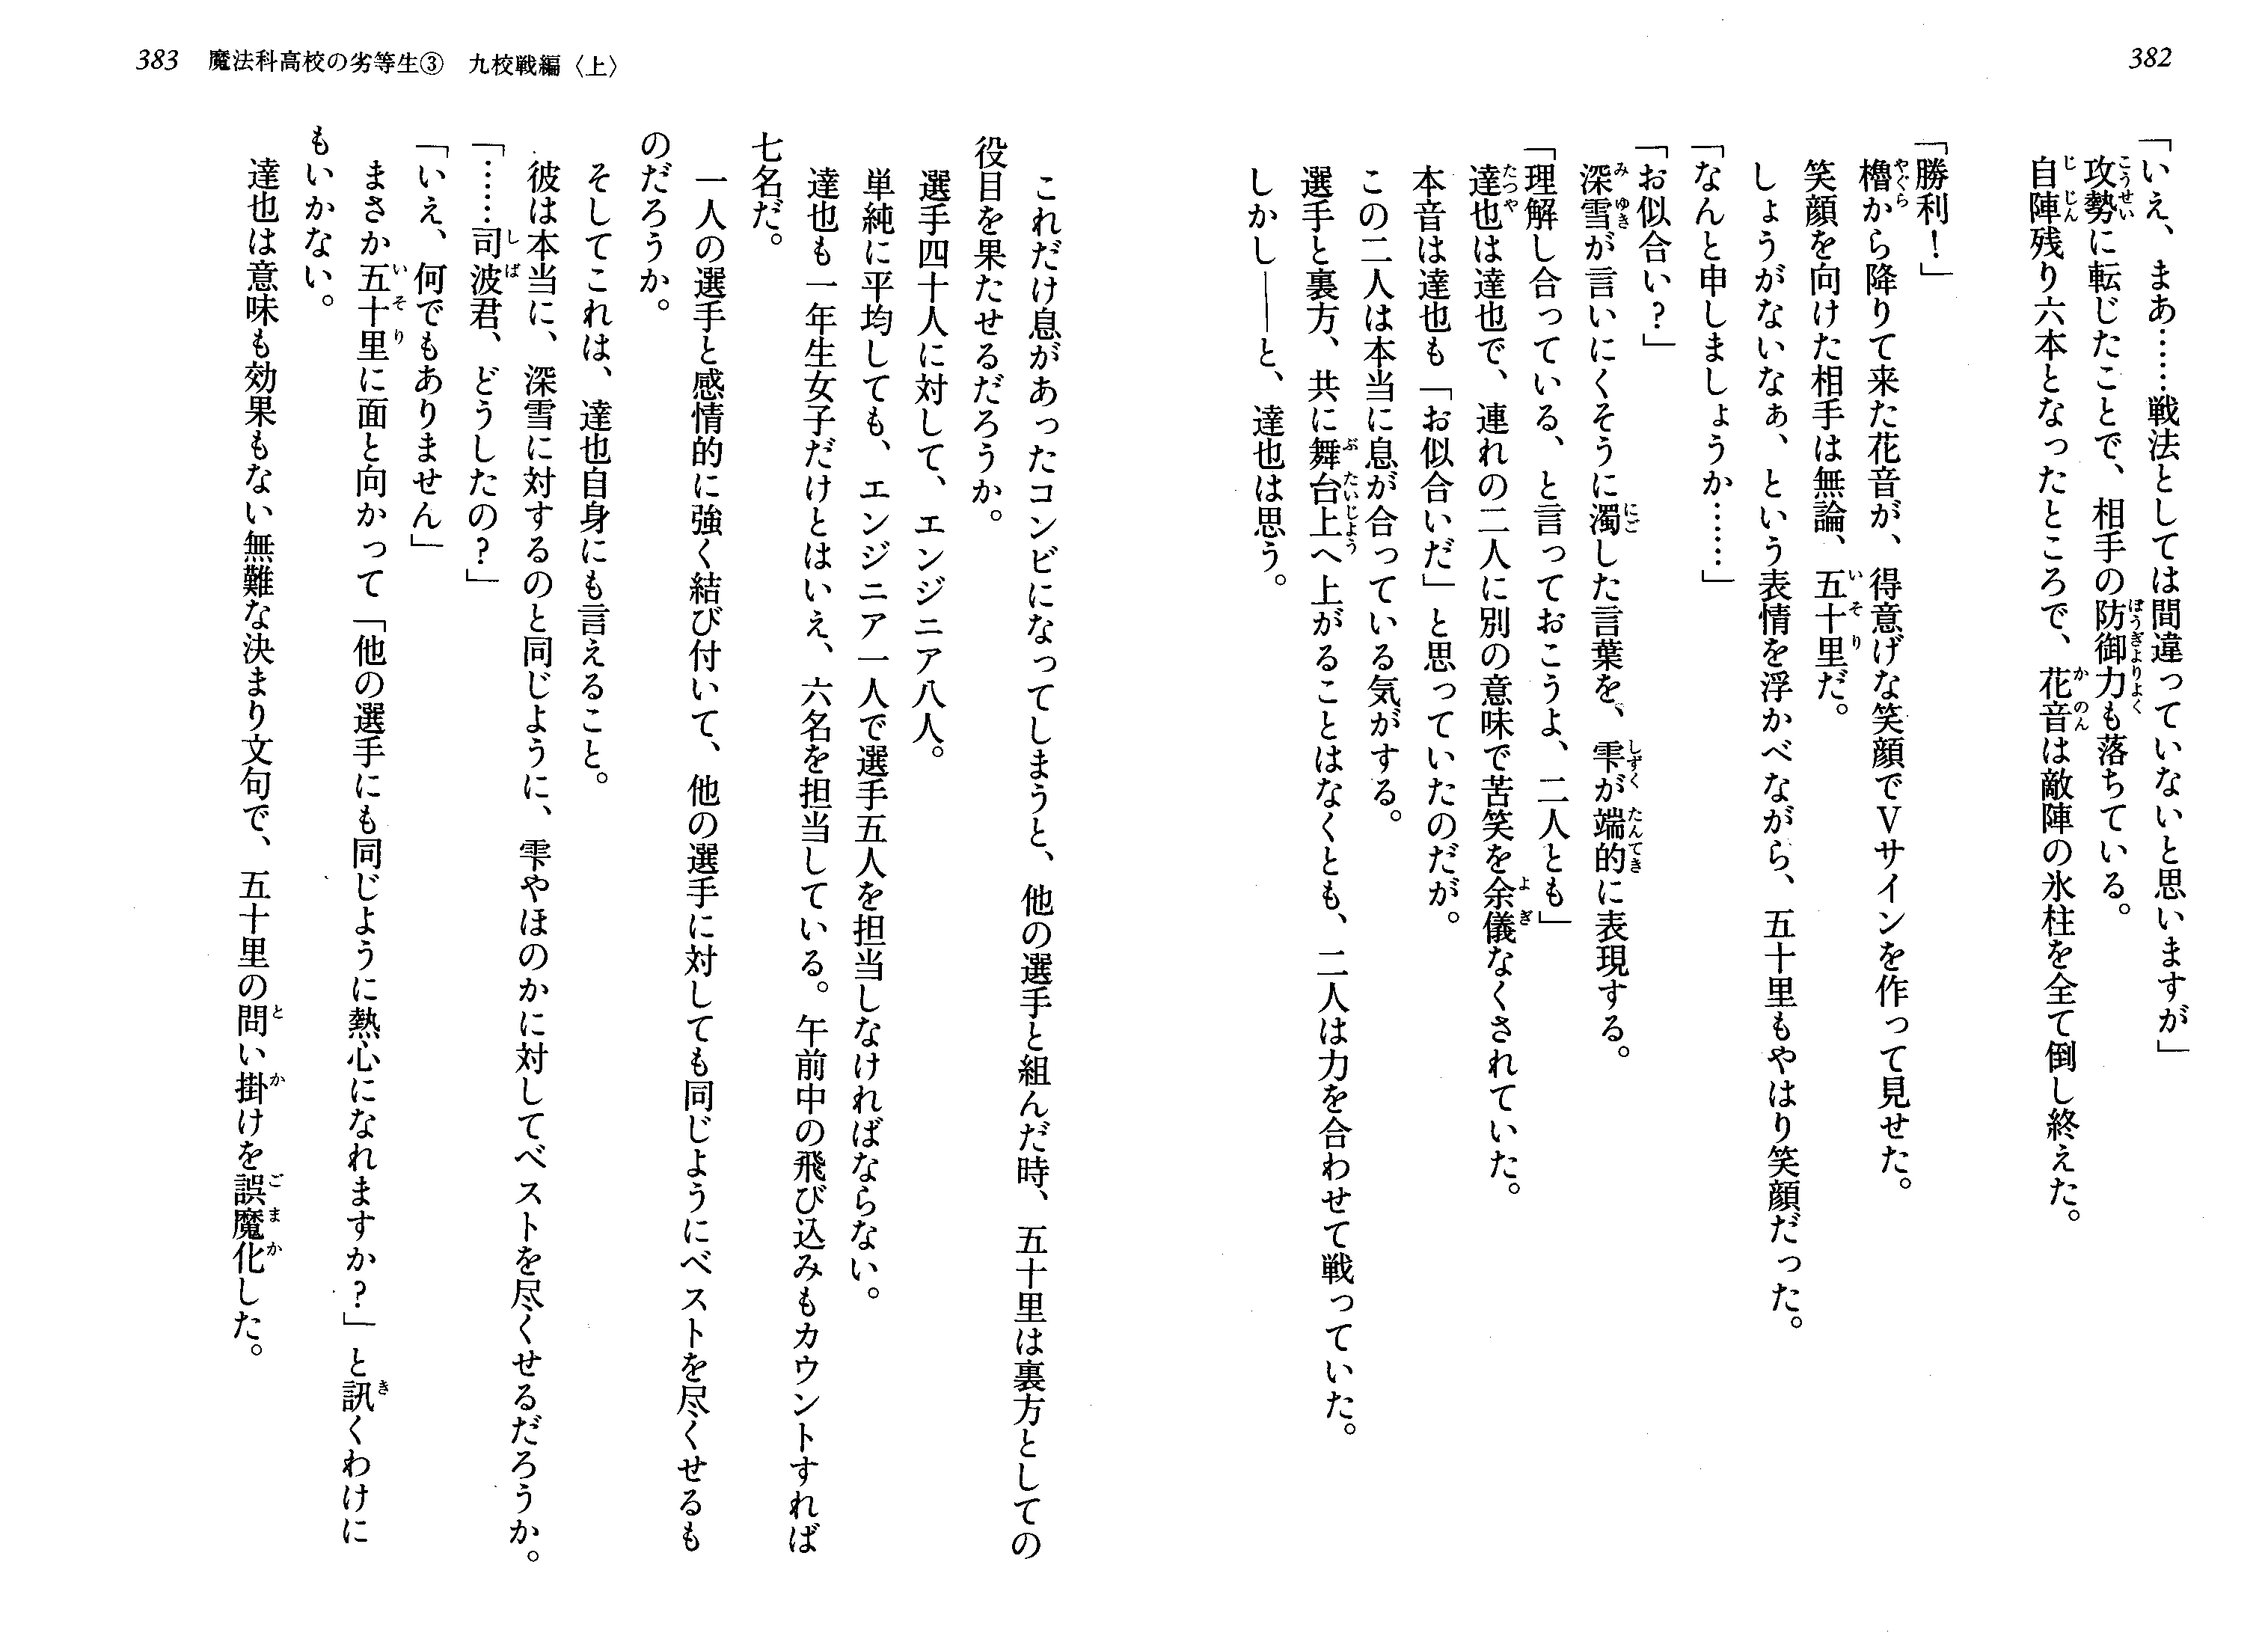 382
「いえ、まあ……戦法としては間違っていないと思いますが」
攻勢に転じたことで、相手の防御力も落ちている。
自陣残り六本となったところで、花音は敵陣の氷柱を全て倒し終えた。
「勝利！」
櫓から降りて来た花音が、得意げな笑顔でVサインを作って見せた。
笑顔を向けた相手は無論、五十里だ。
しょうがないなぁ、という表情を浮かべながら、五十里もやはり笑顔だった。
「なんと申しましょうか……」
「お似合い？」
深雪が言いにくそうに濁した言葉を、雫が端的に表現する。
「理解し合っている、と言っておこうよ、二人とも」
達也は達也で、連れの二人に別の意味で苦笑を余儀なくされていた。
本音は達也も「お似合いだ」と思っていたのだが。
この二人は本当に息が合っている気がする。
選手と裏方、共に舞台上へ上がることはなくとも、二人は力を合わせて戦っていた。
しかし――と、達也は思う。
383 魔法科高校の劣等生③ 九校戦編〈上〉
これだけ息があったコンビになってしまうと、他の選手と組んだ時、五十里は裏方としての
役目を果たせるだろうか。
選手四十人に対して、エンジニア八人。
単純に平均しても、エンジニア一人で選手五人を担当しなければならない。
達也も一年生女子だけとはいえ、六名を担当している。午前中の飛び込みもカウントすれば
七名だ。
一人の選手と感情的に強く結び付いて、他の選手に対しても同じようにベストを尽くせるも
のだろうか。
そしてこれは、達也自身にも言えること。
彼は本当に、深雪に対するのと同じように、雫やほのかに対してベストを尽くせるだろうか。
「……司波君、どうしたの？」
「いえ、何でもありません」
まさか五十里に面と向かって「他の選手にも同じように熱心になれますか？」と訊くわけに
もいかない。
達也は意味も効果もない無難な決まり文句で、五十里の問い掛けを誤魔化した。